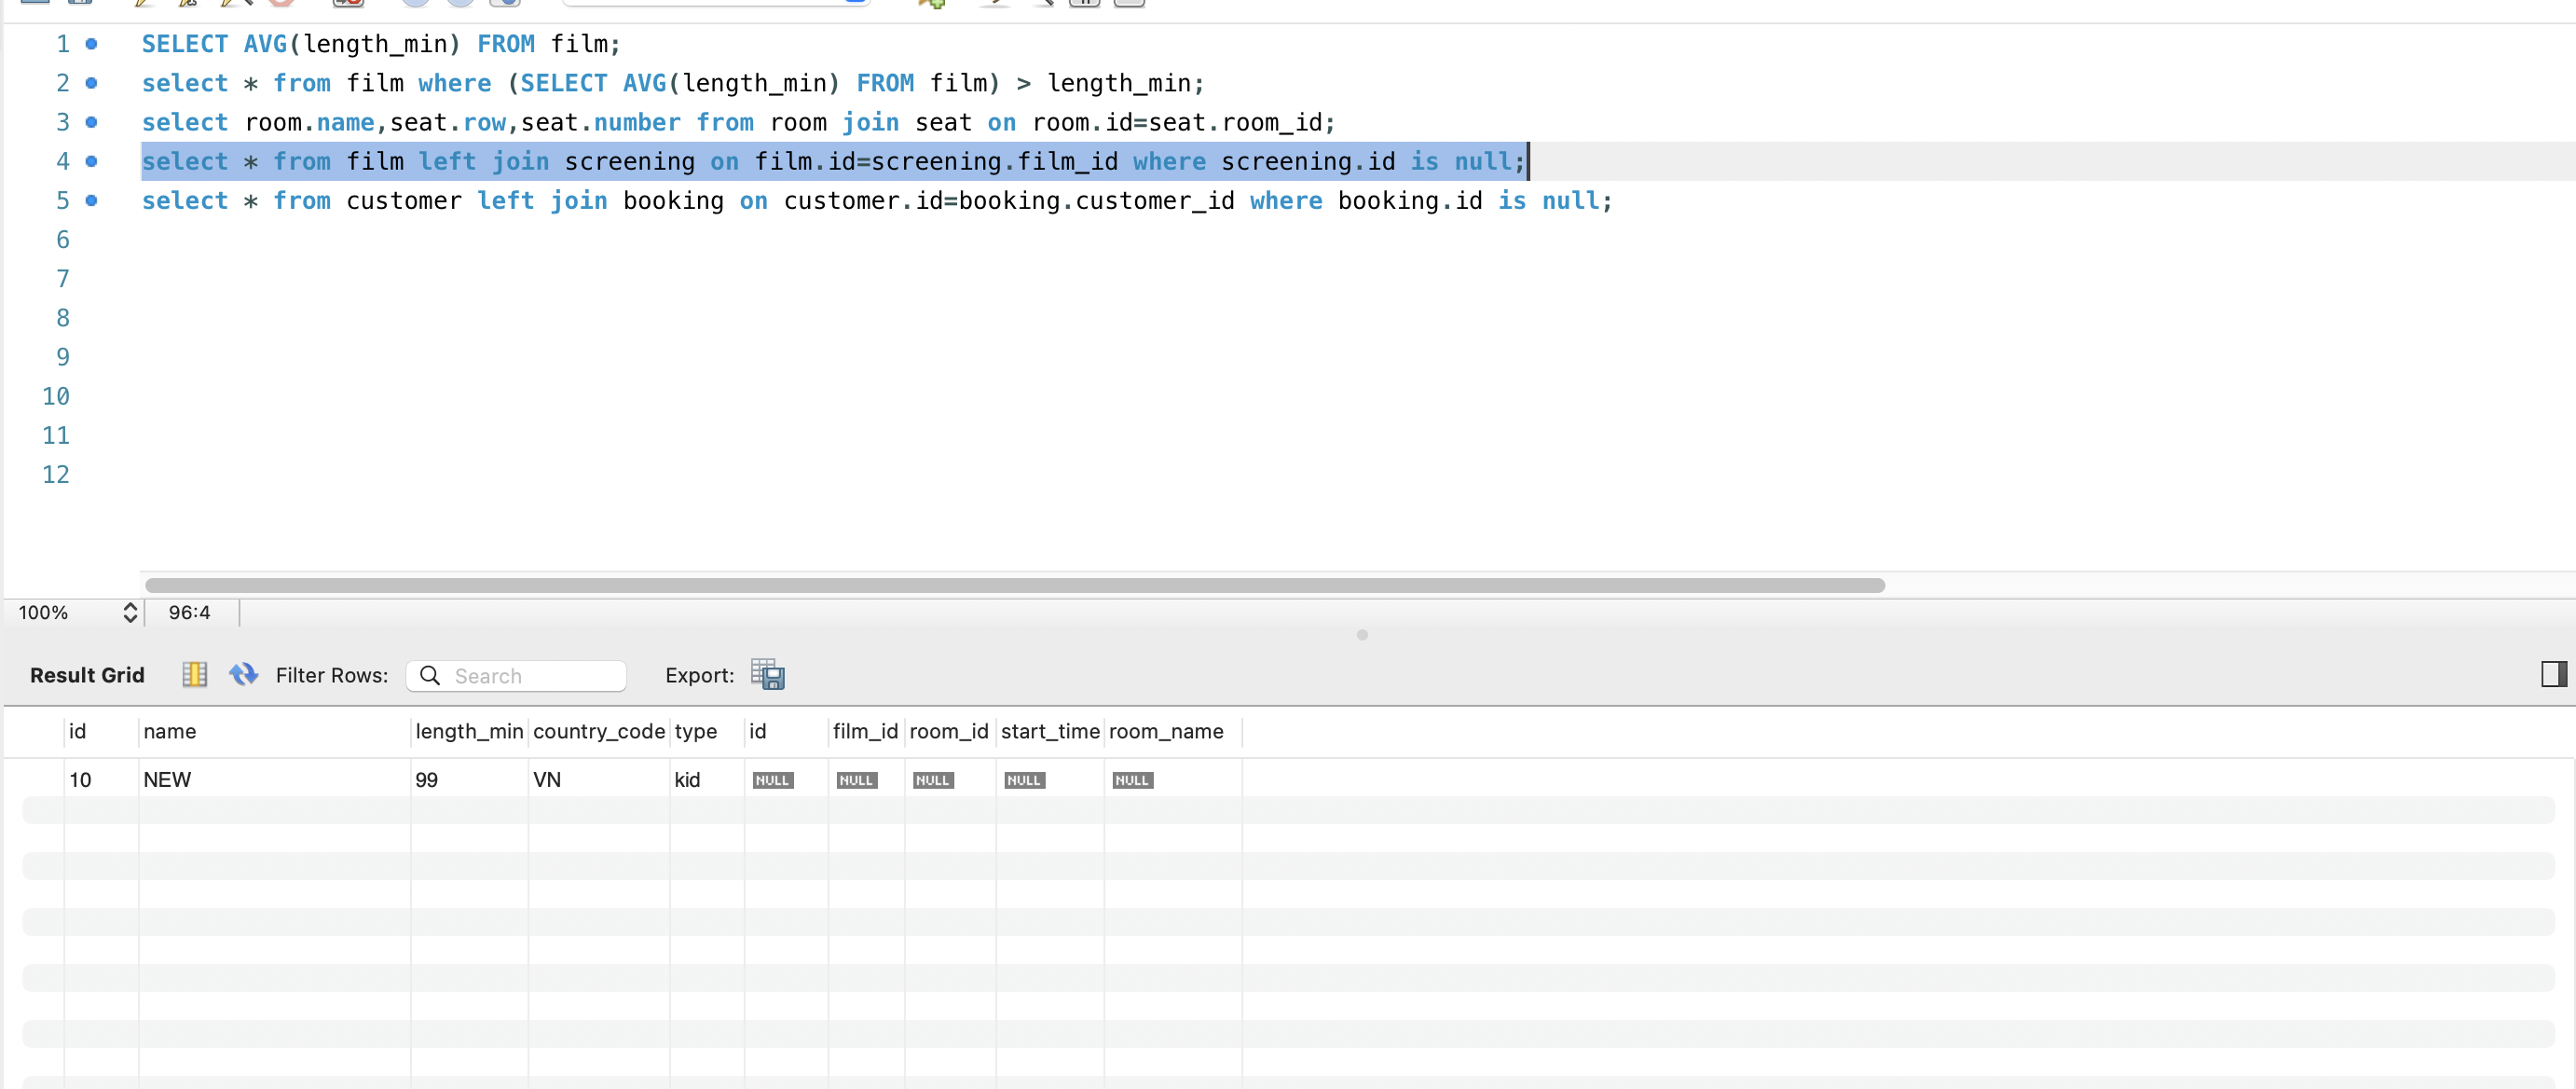 1 SELECT AVG(length_min) FROM film;
2 select * from film where (SELECT AVG(length_min) FROM film) > length_min;
3 select room.name,seat.row,seat.number from room join seat on room.id=seat.room_id;
4 select * from film left join screening on film.id=screening.film_id where screening.id is null;
5 select * from customer left join booking on customer.id=booking.customer_id where booking.id is null;
6
7
8
9
10
11
12
100% 96:4
Result Grid Filter Rows: Search Export:
id name length_min country_code type id film_id room_id start_time room_name
10 NEW 99 VN kid NULL NULL NULL NULL NULL